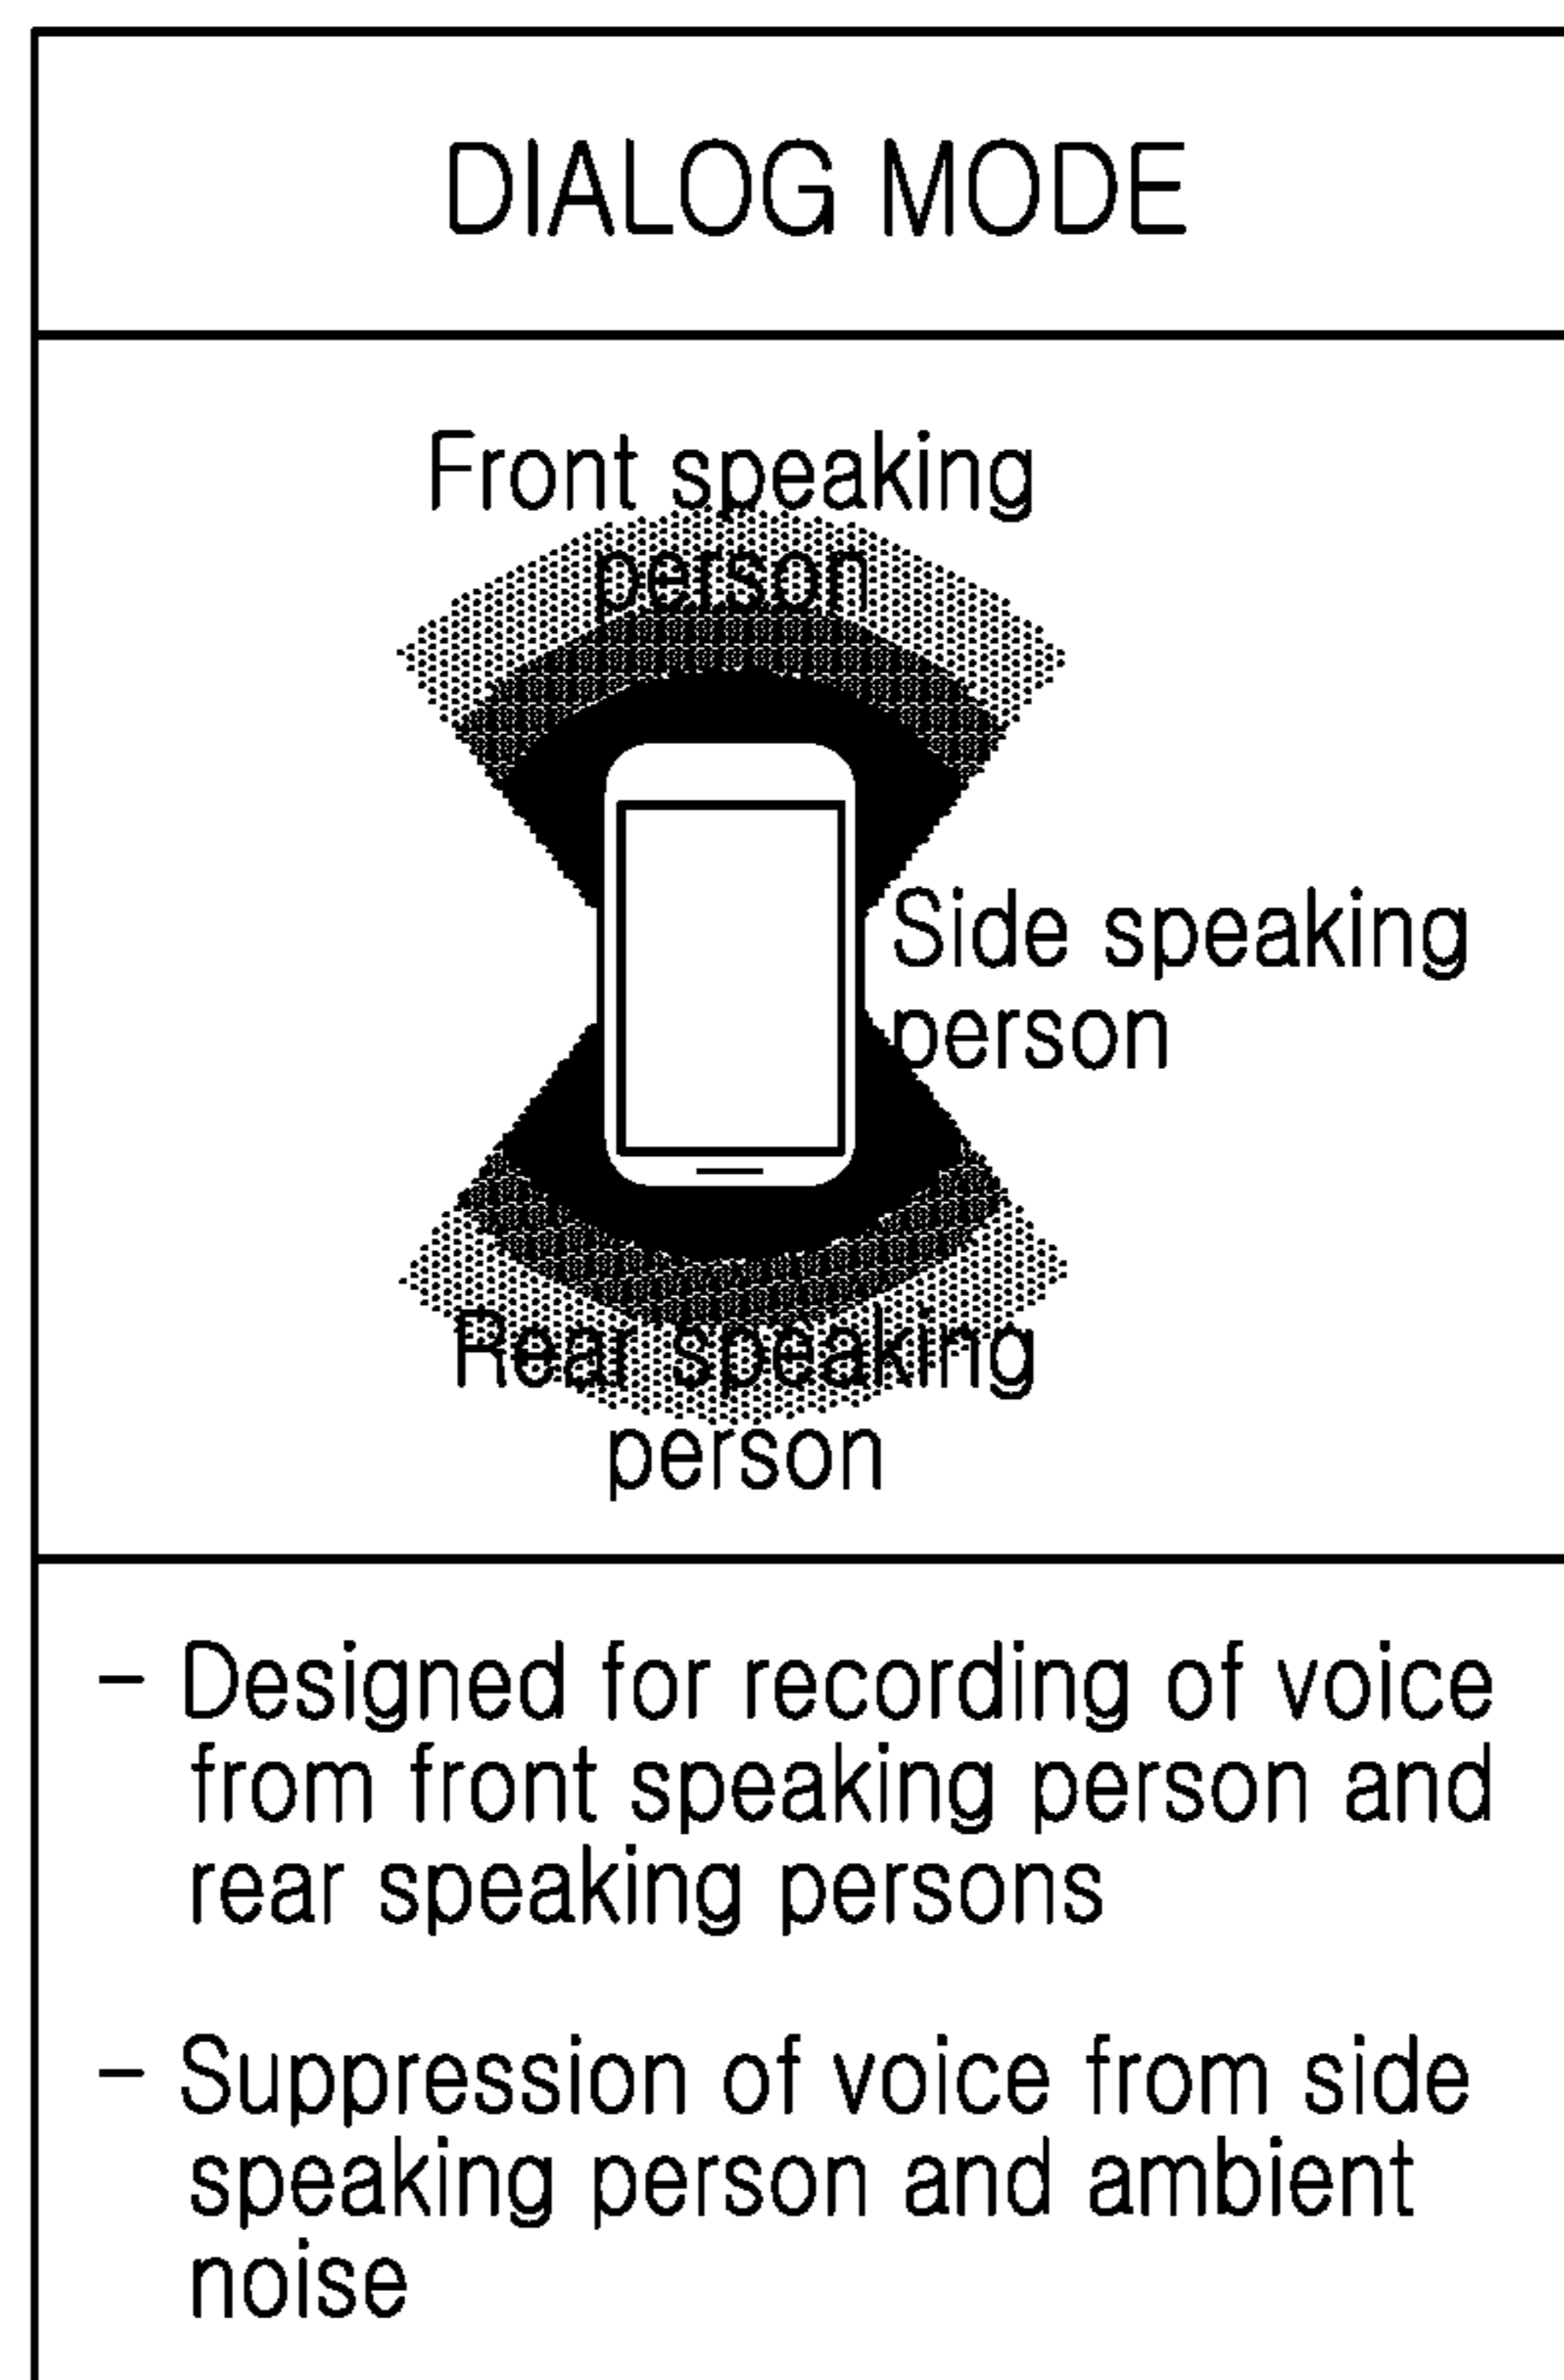 DIALOG MODE
Front speaking
person
Side speaking
person
Rear speaking
person
– Designed for recording of voice
from front speaking person and
rear speaking persons
– Suppression of voice from side
speaking person and ambient
noise